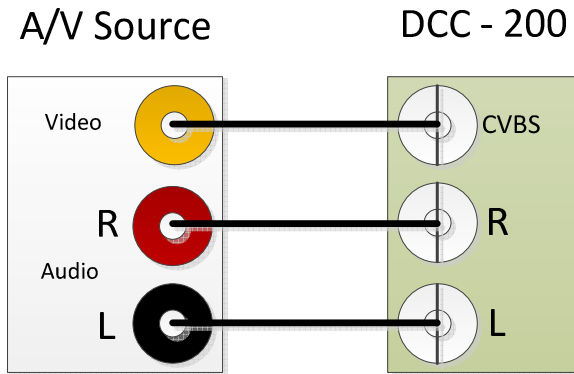 A/V Source
DCC - 200
Video
CVBS
R
R
Audio
L
L